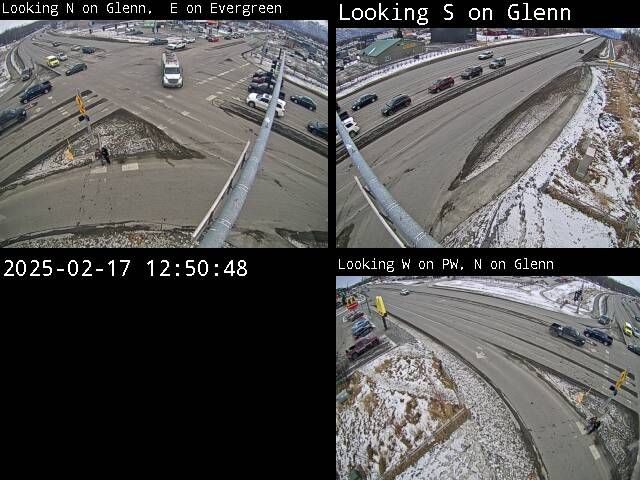 Looking N on Glenn,  E on Evergreen
Looking S on Glenn
2025-02-17 12:50:48
Looking W on PW, N on Glenn